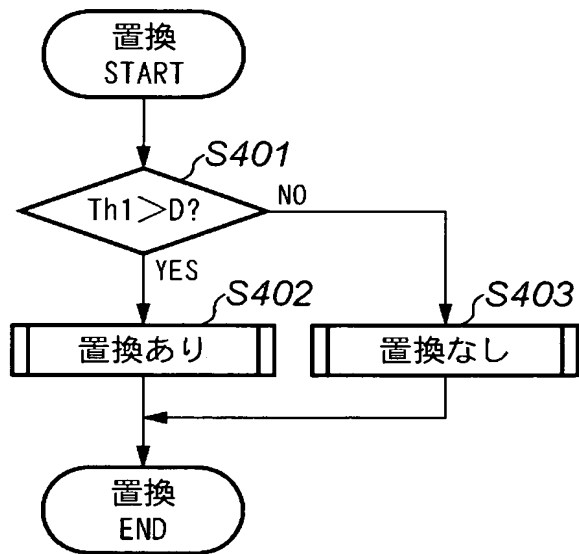 置換
START
S401
Th1>D?
NO
YES
S402
S403
置換あり
置換なし
置換
END